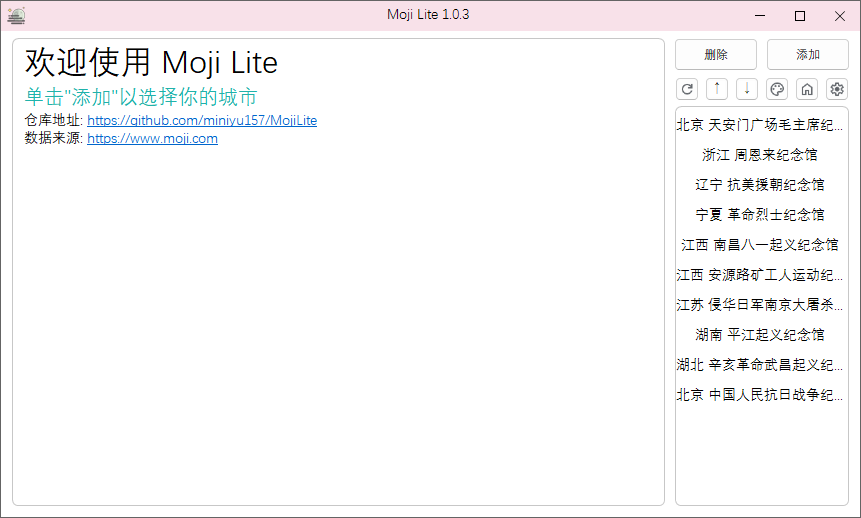 Moji Lite 1.0.3
欢迎使用 Moji Lite
单击"添加"以选择你的城市
仓库地址: https://github.com/miniyu157/MojiLite
数据来源: https://www.moji.com
删除
添加
北京 天安门广场毛主席纪...
浙江 周恩来纪念馆
辽宁 抗美援朝纪念馆
宁夏 革命烈士纪念馆
江西 南昌八一起义纪念馆
江西 安源路矿工人运动纪...
江苏 侵华日军南京大屠杀...
湖南 平江起义纪念馆
湖北 辛亥革命武昌起义纪...
北京 中国人民抗日战争纪...